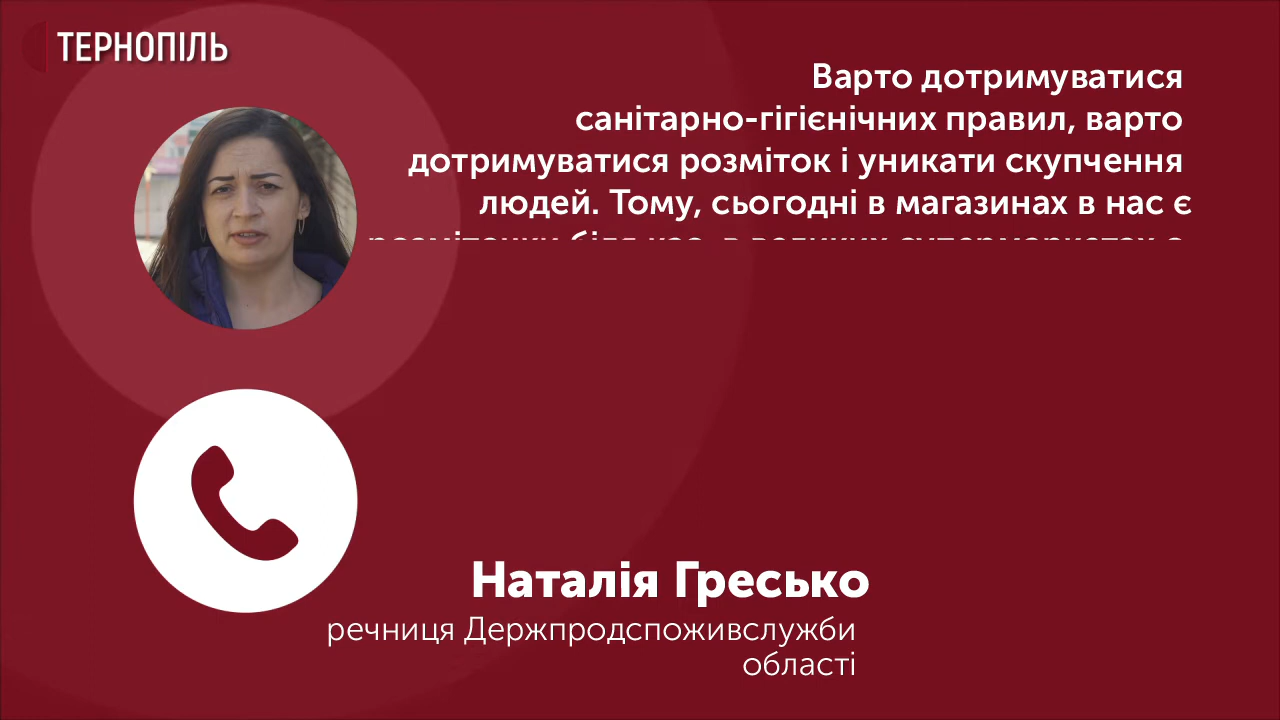 ТЕРНОПІЛЬ
Варто дотримуватися
санітарно-гігієнічних правил, варто
дотримуватися розміток і уникати скупчення
людей. Тому, сьогодні в магазинах в нас є
Наталія Гресько
речниця Держпродспоживслужби
області